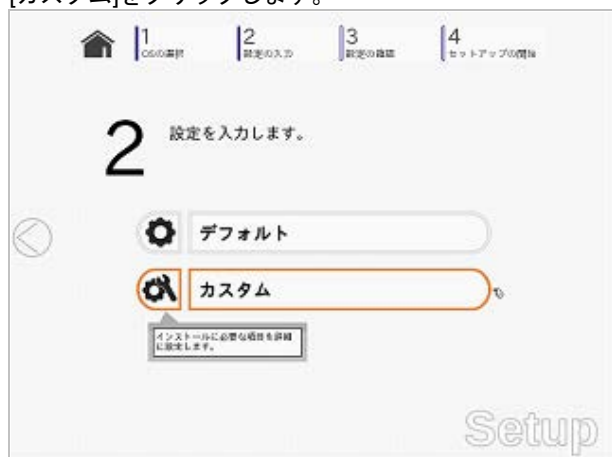 [カスタム]をクリックします。
1
OSの選択
2
設定の入力
3
設定の確認
4
セットアップの開始
2
設定を入力します。
デフォルト
カスタム
インストールに必要な項目を詳細
に設定します。
Setup